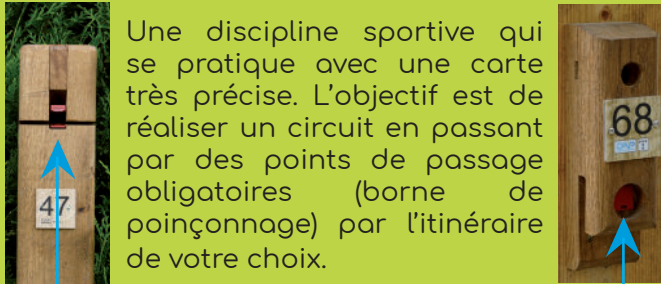 Une discipline sportive qui
se pratique avec une carte
très précise. L'objectif est de
réaliser un circuit en passant
par des points de passage
obligatoires (borne de
poinçonnage) par l'itinéraire
de votre choix.
47
68